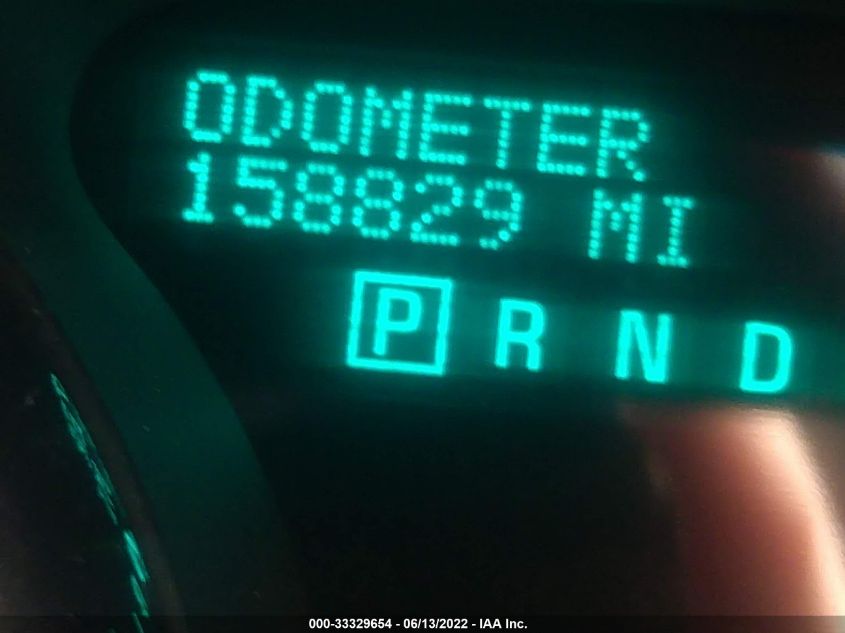 ODOMETER
158829 MI
P R N D
000-33329654 - 06/13/2022 - IAA Inc.